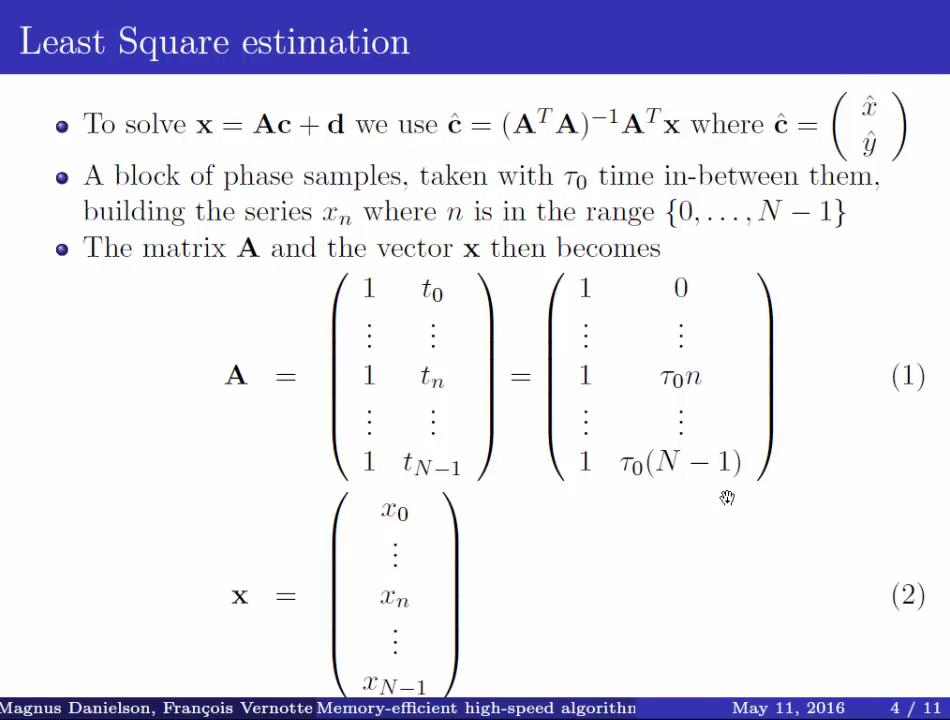 Least Square estimation
To solve x = Ac + d we use ĉ = (AᵀA)⁻¹Aᵀx where ĉ = ( x̂ ŷ )
A block of phase samples, taken with τ₀ time in-between them,
building the series xₙ where n is in the range {0, . . . , N − 1}
The matrix A and the vector x then becomes
1 t₀ 1 0
⋮ ⋮ ⋮ ⋮
A = 1 tₙ = 1 τ₀n (1)
⋮ ⋮ ⋮ ⋮
1 t_{N−1} 1 τ₀(N − 1)
x₀
⋮
x = xₙ (2)
⋮
x_{N−1}
Magnus Danielson, François Vernotte Memory-efficient high-speed algorithm May 11, 2016 4 / 11